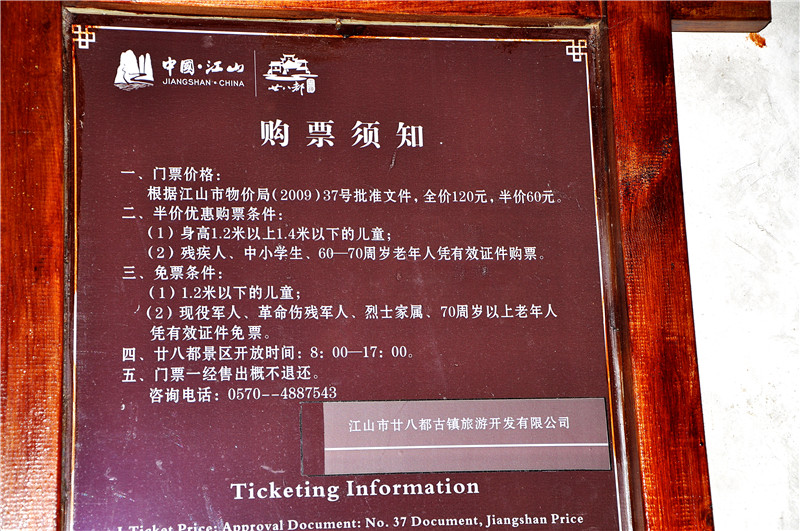 中國·江山
JIANGSHAN·CHINA
廿八都
购票须知
一、门票价格：
根据江山市物价局(2009)37号批准文件，全价120元，半价60元。
二、半价优惠购票条件：
(1)身高1.2米以上1.4米以下的儿童；
(2)残疾人、中小学生、60—70周岁老年人凭有效证件购票。
三、免票条件：
(1)1.2米以下的儿童；
(2)现役军人、革命伤残军人、烈士家属、70周岁以上老年人
凭有效证件免票。
四、廿八都景区开放时间：8：00—17：00。
五、门票一经售出概不退还。
咨询电话：0570--4887543
江山市廿八都古镇旅游开发有限公司
Ticketing Information
1.Ticket Price: Approval Document: No. 37 Document, Jiangshan Price